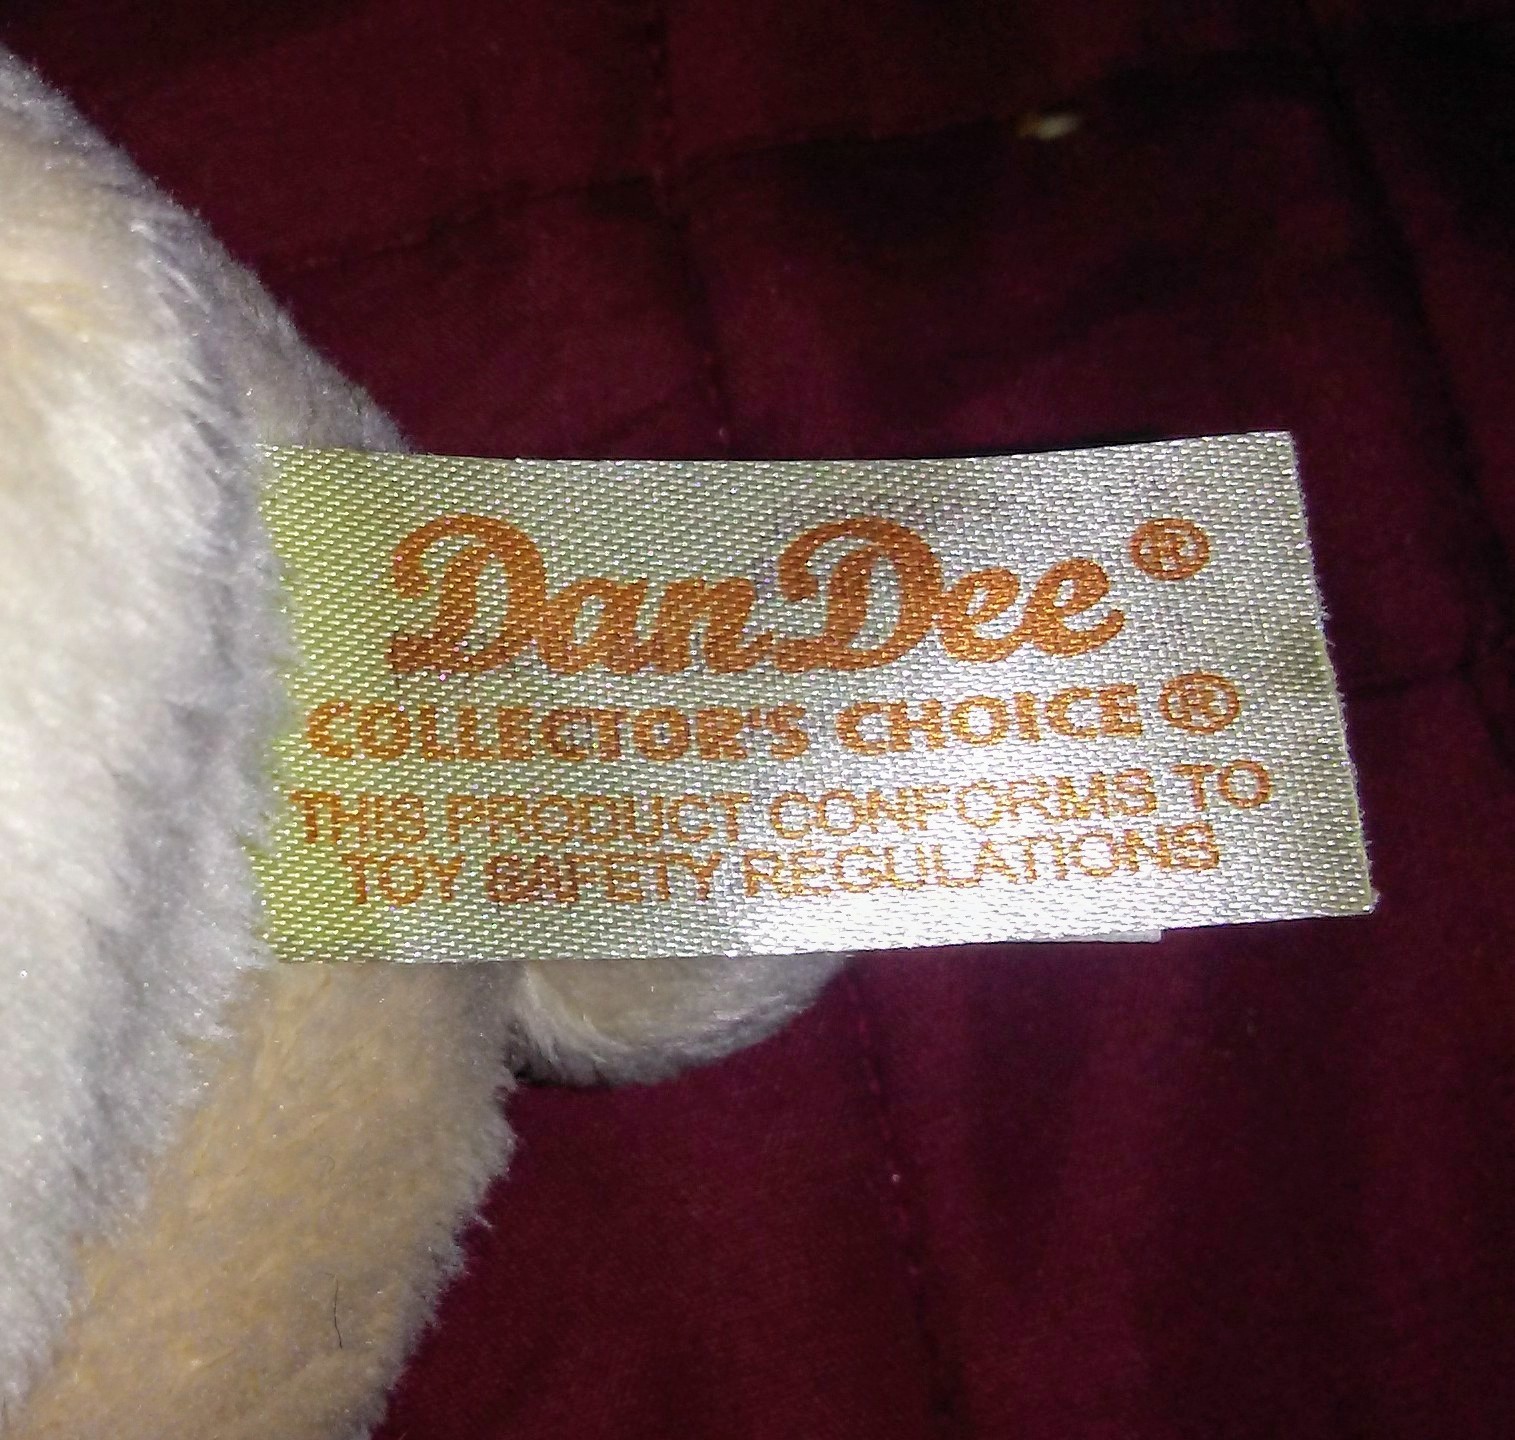 DanDee®
COLLECTOR'S CHOICE®
THIS PRODUCT CONFORMS TO
TOY SAFETY REGULATIONS